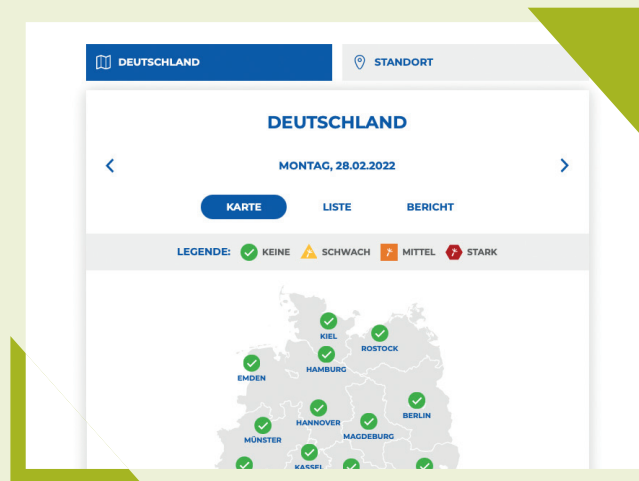 DEUTSCHLAND
STANDORT
DEUTSCHLAND
MONTAG, 28.02.2022
KARTE LISTE BERICHT
LEGENDE: KEINE SCHWACH MITTEL STARK
KIEL
ROSTOCK
HAMBURG
EMDEN
BERLIN
HANNOVER
MAGDEBURG
MÜNSTER
KASSEL